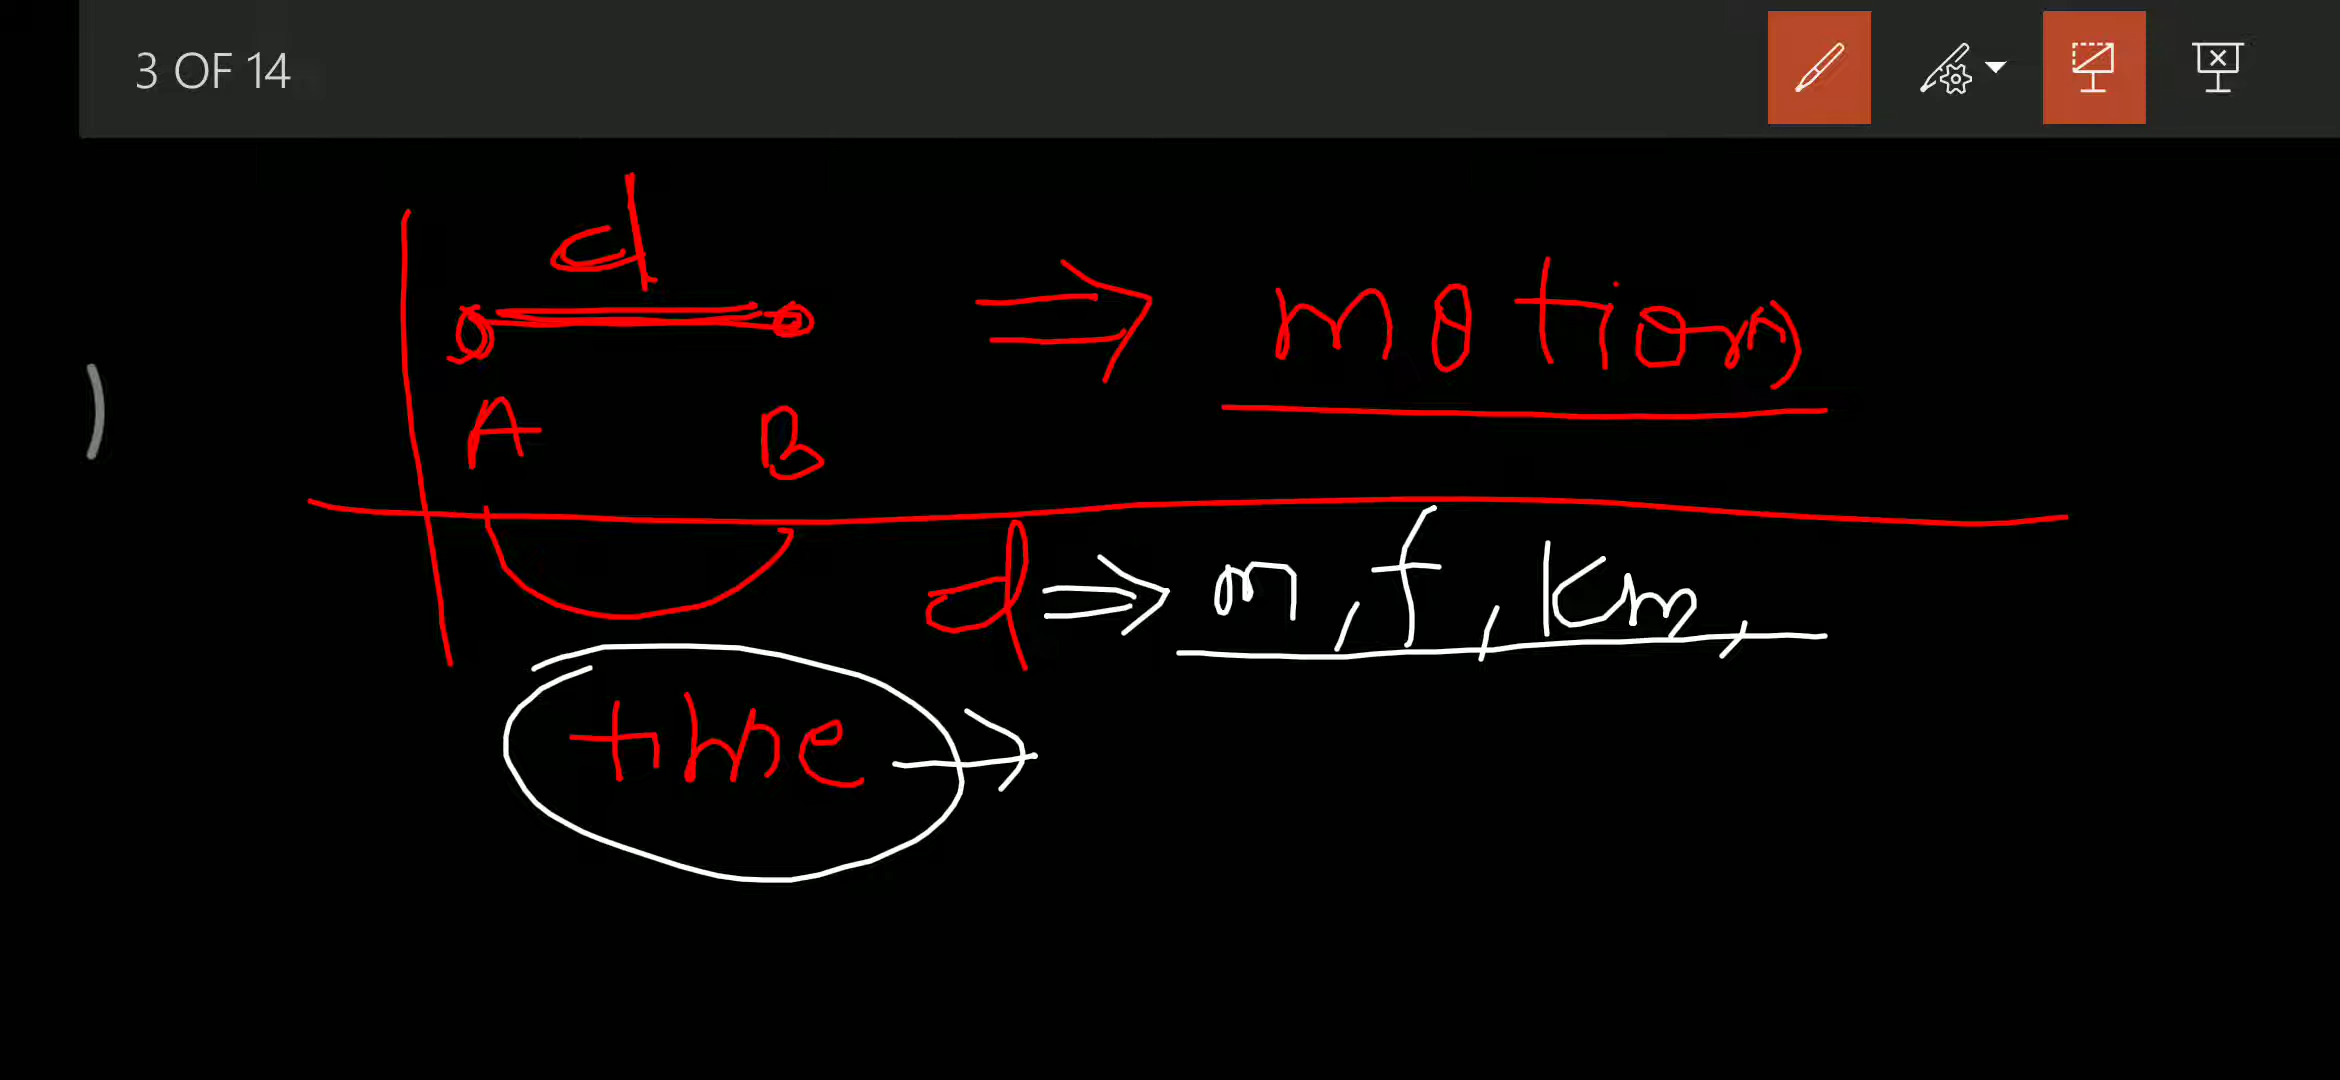 3 OF 14
d
⇒ motion
A B
d ⇒ m, f, km,
time →